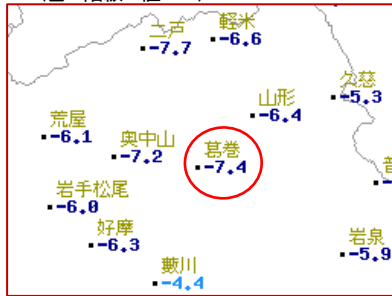 二戸
-7.7
軽米
-6.6
久慈
-5.3
山形
-6.4
荒屋
-6.1
奥中山
-7.2
葛巻
-7.4
岩手松尾
-6.0
好摩
-6.3
岩泉
-5.9
藪川
-4.4